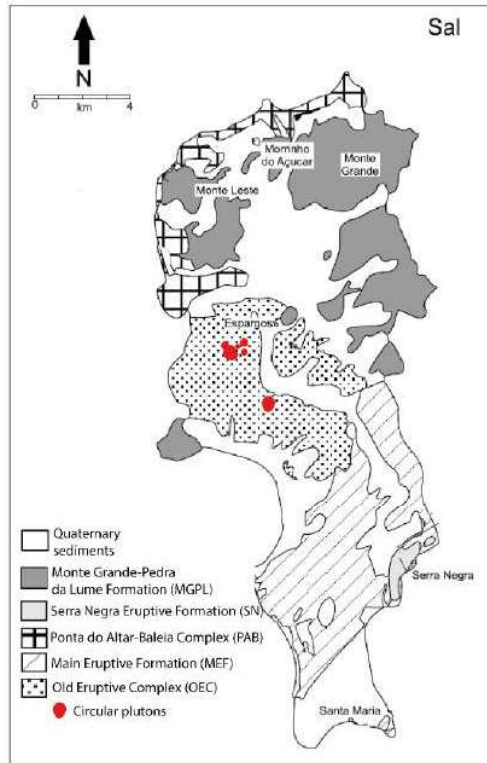 Sal
N
0 4
km
Morrinho
do Açucar
Monte
Grande
Monte Leste
Espargos
Quaternary
sediments
Monte Grande-Pedra
da Lume Formation (MGPL)
Serra Negra Eruptive Formation (SN)
Serra Negra
Ponta do Altar-Baleia Complex (PAB)
Main Eruptive Formation (MEF)
Old Eruptive Complex (OEC)
Circular plutons
Santa Maria